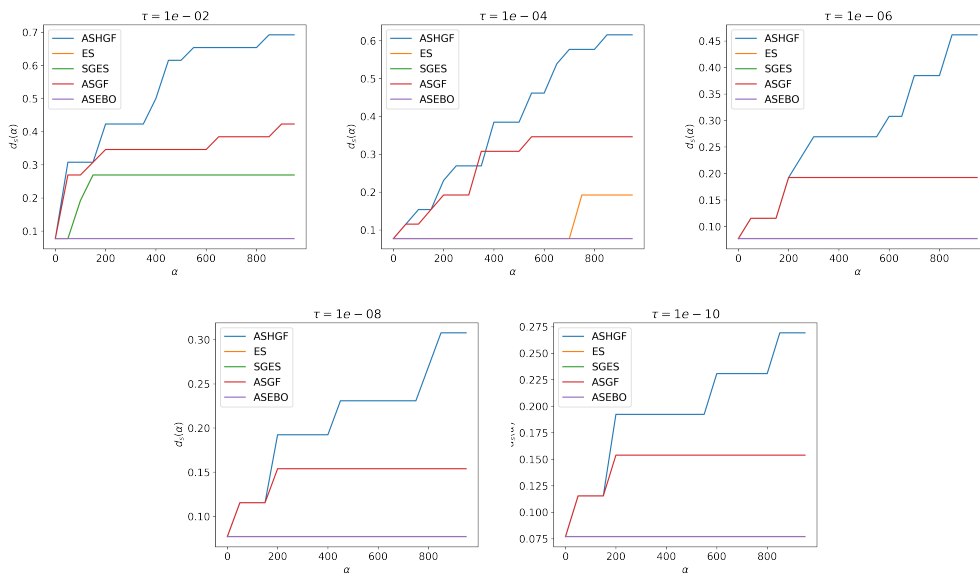 τ = 1e − 02
0.7
0.6
0.5
0.4
0.3
0.2
0.1
d_s(α)
ASHGF
ES
SGES
ASGF
ASEBO
0 200 400 600 800
α
τ = 1e − 04
0.6
0.5
0.4
0.3
0.2
0.1
d_s(α)
ASHGF
ES
SGES
ASGF
ASEBO
0 200 400 600 800
α
τ = 1e − 06
0.45
0.40
0.35
0.30
0.25
0.20
0.15
0.10
d_s(α)
ASHGF
ES
SGES
ASGF
ASEBO
0 200 400 600 800
α
τ = 1e − 08
0.30
0.25
0.20
0.15
0.10
d_s(α)
ASHGF
ES
SGES
ASGF
ASEBO
0 200 400 600 800
α
τ = 1e − 10
0.275
0.250
0.225
0.200
0.175
0.150
0.125
0.100
0.075
ASHGF
ES
SGES
ASGF
ASEBO
0 200 400 600 800
α